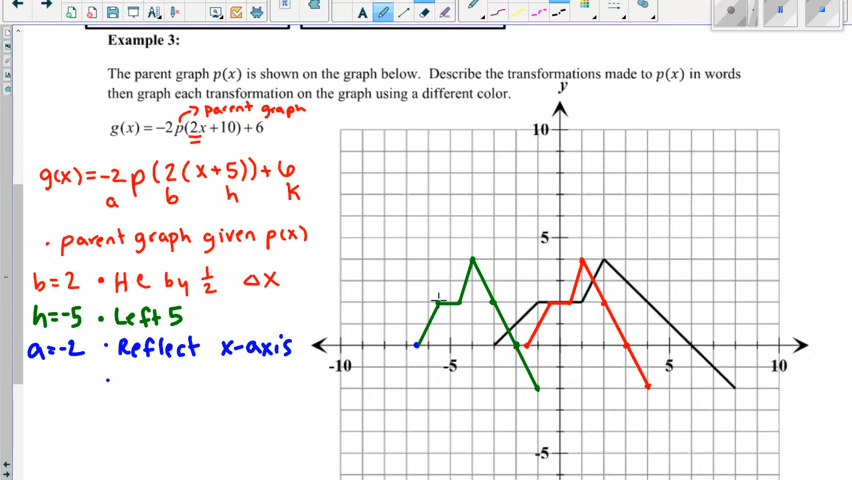 Example 3:
The parent graph p(x) is shown on the graph below. Describe the transformations made to p(x) in words
then graph each transformation on the graph using a different color.
y
parent graph
g(x) = −2p(2x+10)+6
10
g(x)=-2p(2(x+5))+6
a b h k
5
· parent graph given p(x)
b=2 · HC by 1/2 Δx
h=-5 · Left 5
a=-2 · Reflect x-axis
-10 -5 5 10
-5